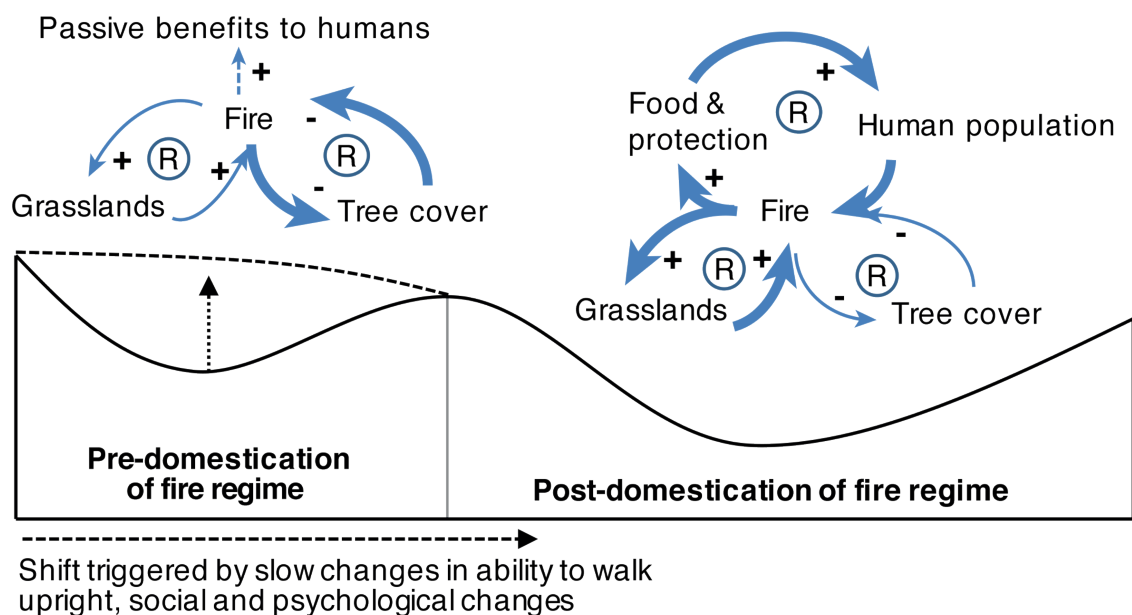 Passive benefits to humans
+
Fire
-
R
+
R
+
-
Grasslands
Tree cover
Food &
protection
+
R
Human population
+
Fire
-
+
R
+
R
-
Grasslands
Tree cover
Pre-domestication
of fire regime
Post-domestication of fire regime
Shift triggered by slow changes in ability to walk
upright, social and psychological changes